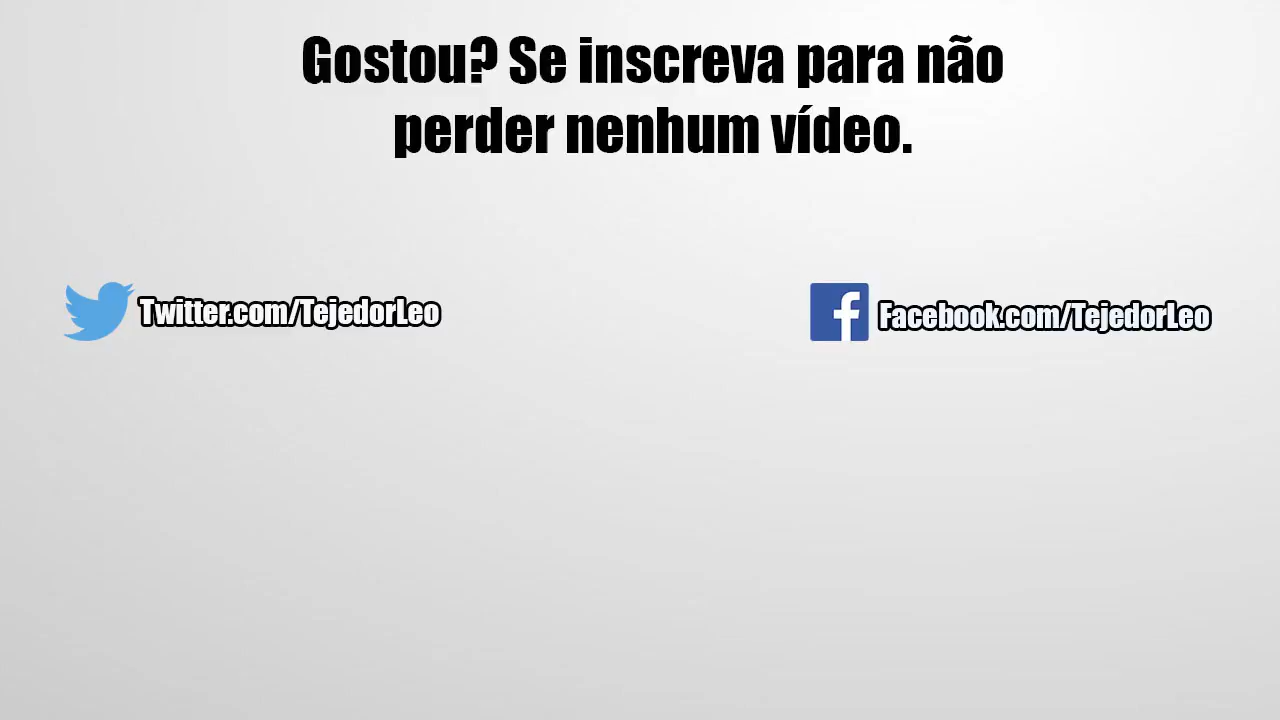 Gostou? Se inscreva para não
perder nenhum vídeo.
Twitter.com/TejedorLeo
Facebook.com/TejedorLeo